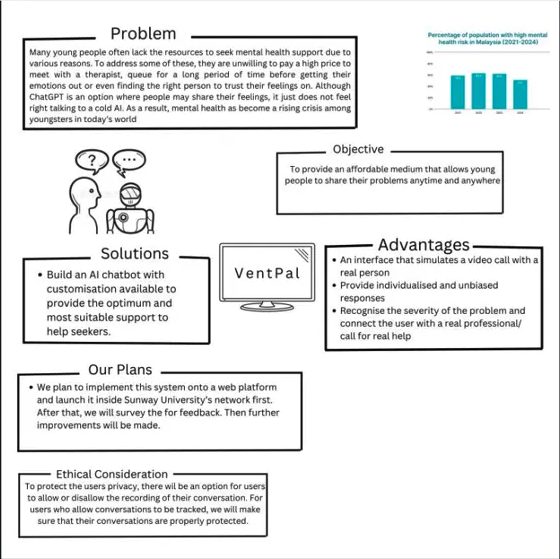 Problem
Many young people often lack the resources to seek mental health support due to
various reasons. To address some of these, they are unwilling to pay a high price to
meet with a therapist, queue for a long period of time before getting their
emotions out or even finding the right person to trust their feelings on. Although
ChatGPT is an option where people may share their feelings, it just does not feel
right talking to a cold AI. As a result, mental health as become a rising crisis among
youngsters in today's world
Percentage of population with high mental
health risk in Malaysia (2021-2024)
Objective
To provide an affordable medium that allows young
people to share their problems anytime and anywhere
?
...
Solutions
• Build an AI chatbot with
customisation available to
provide the optimum and
most suitable support to
help seekers.
VentPal
Advantages
• An interface that simulates a video call with a
real person
• Provide individualised and unbiased
responses
• Recognise the severity of the problem and
connect the user with a real professional/
call for real help
Our Plans
• We plan to implement this system onto a web platform
and launch it inside Sunway University's network first.
After that, we will survey the for feedback. Then further
improvements will be made.
Ethical Consideration
To protect the users privacy, there wil be an option for users
to allow or disallow the recording of their conversation. For
users who allow conversations to be tracked, we will make
sure that their conversations are properly protected.